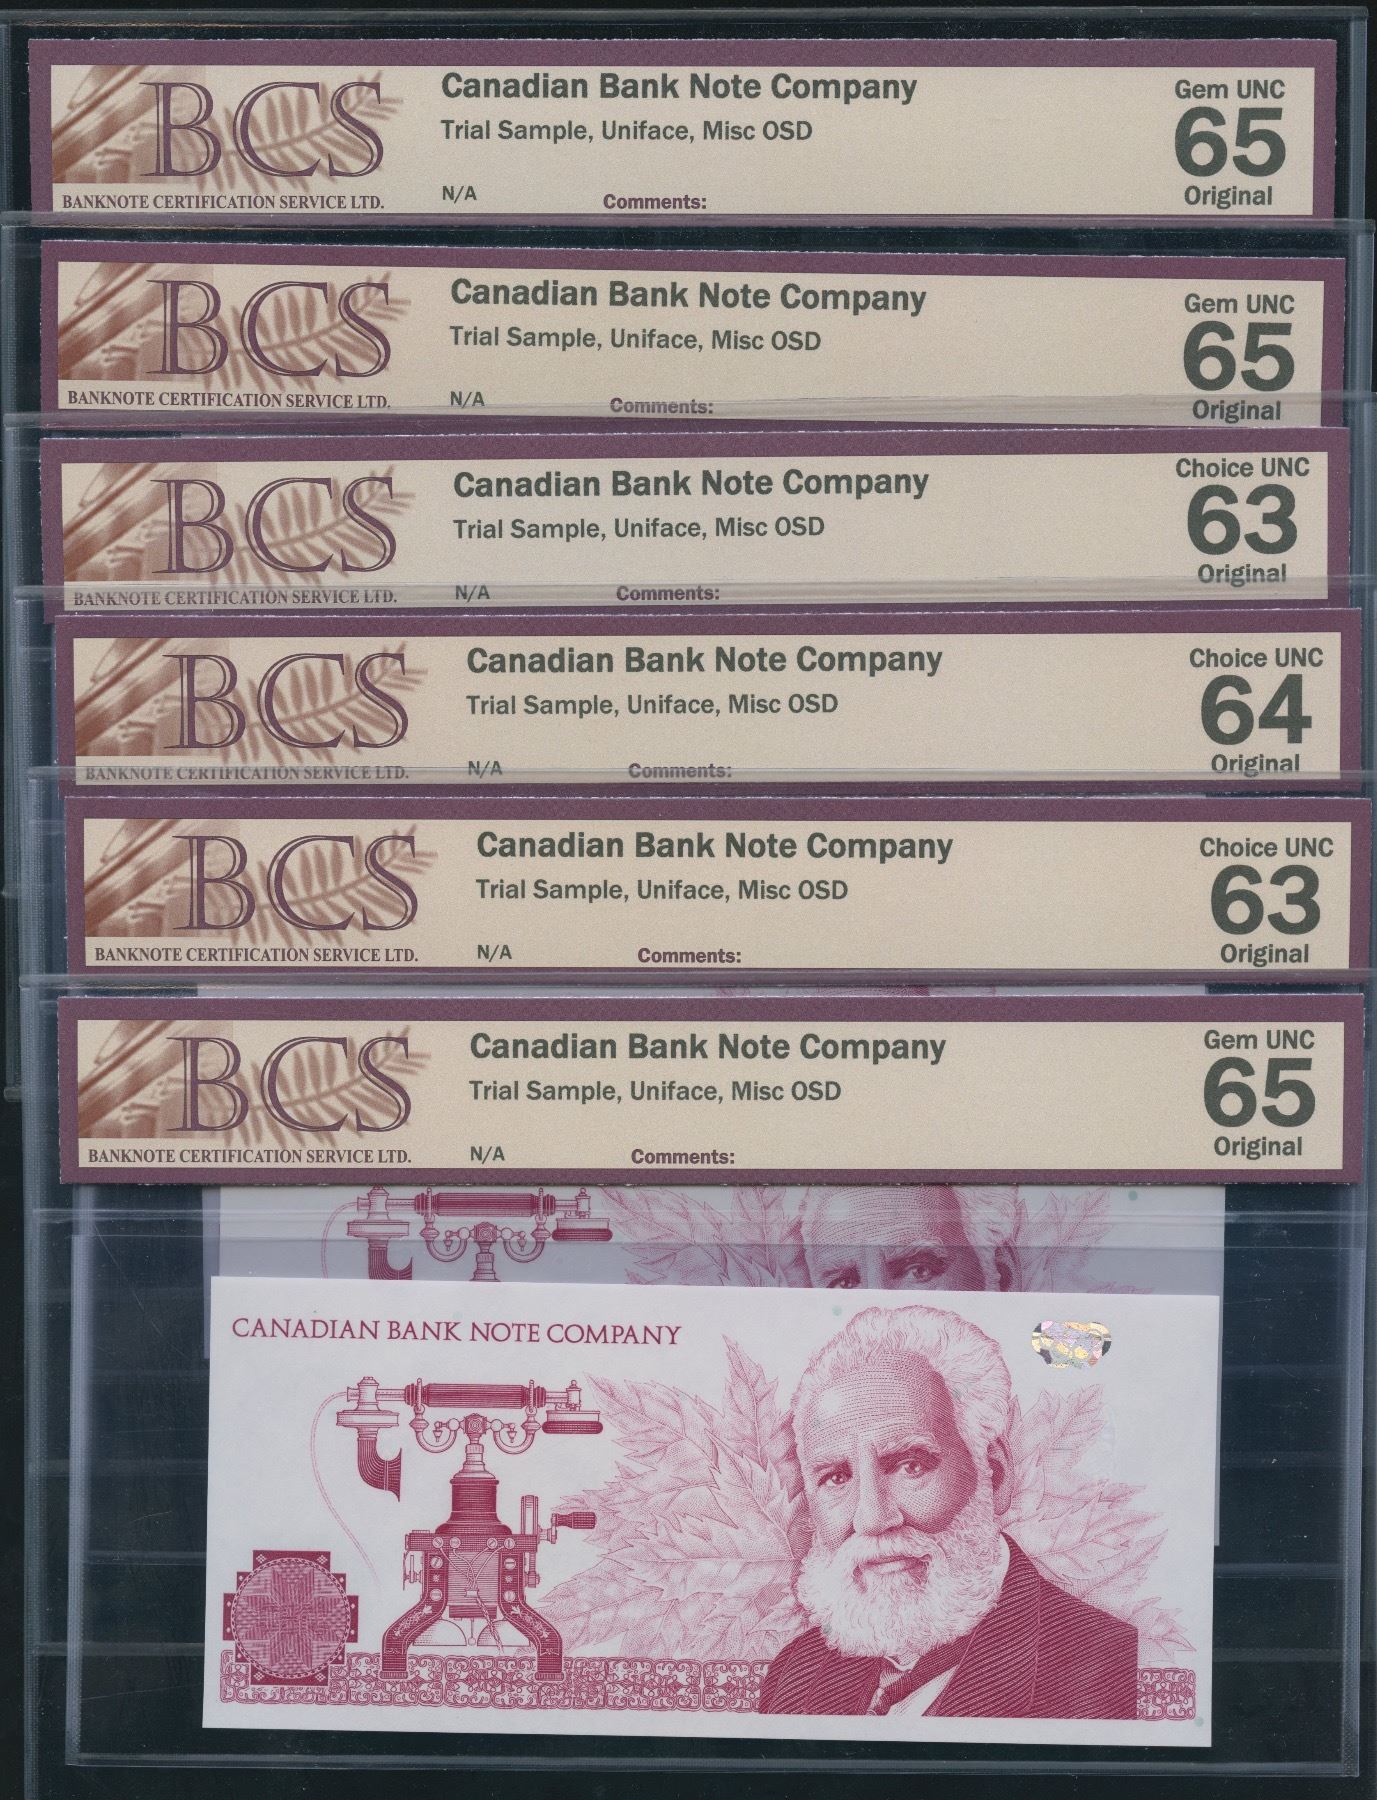 BCS
BANKNOTE CERTIFICATION SERVICE LTD.
Canadian Bank Note Company
Trial Sample, Uniface, Misc OSD
N/A
Comments:
Gem UNC
65
Original
BCS
BANKNOTE CERTIFICATION SERVICE LTD.
Canadian Bank Note Company
Trial Sample, Uniface, Misc OSD
N/A
Comments:
Gem UNC
65
Original
BCS
BANKNOTE CERTIFICATION SERVICE LTD.
Canadian Bank Note Company
Trial Sample, Uniface, Misc OSD
N/A
Comments:
Choice UNC
63
Original
BCS
BANKNOTE CERTIFICATION SERVICE LTD.
Canadian Bank Note Company
Trial Sample, Uniface, Misc OSD
N/A
Comments:
Choice UNC
64
Original
BCS
BANKNOTE CERTIFICATION SERVICE LTD.
Canadian Bank Note Company
Trial Sample, Uniface, Misc OSD
N/A
Comments:
Choice UNC
63
Original
BCS
BANKNOTE CERTIFICATION SERVICE LTD.
Canadian Bank Note Company
Trial Sample, Uniface, Misc OSD
N/A
Comments:
Gem UNC
65
Original
CANADIAN BANK NOTE COMPANY